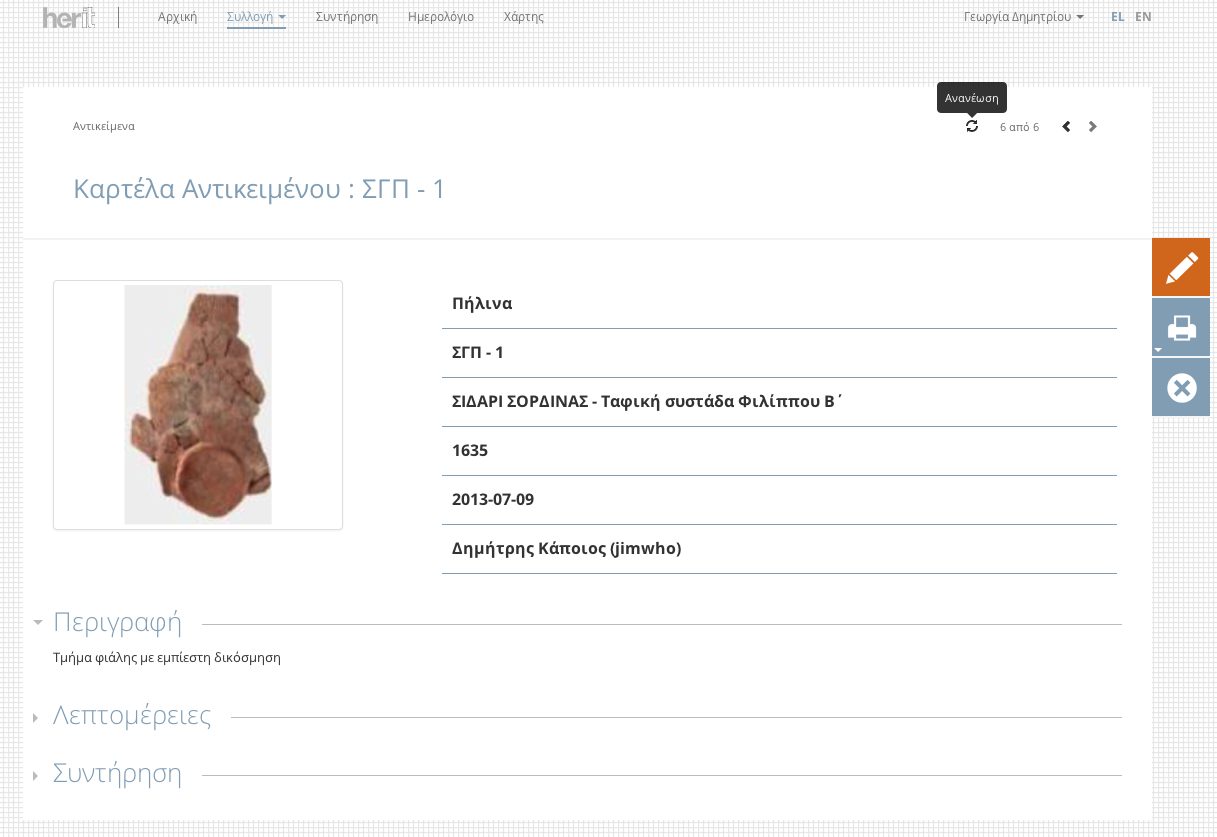 herit
Αρχική
Συλλογή
Συντήρηση
Ημερολόγιο
Χάρτης
Γεωργία Δημητρίου
EL
EN
Ανανέωση
Αντικείμενα
6 από 6
Καρτέλα Αντικειμένου : ΣΓΠ - 1
Πήλινα
ΣΓΠ - 1
ΣΙΔΑΡΙ ΣΟΡΔΙΝΑΣ - Ταφική συστάδα Φιλίππου Β΄
1635
2013-07-09
Δημήτρης Κάποιος (jimwho)
Περιγραφή
Τμήμα φιάλης με εμπίεστη δικόσμηση
Λεπτομέρειες
Συντήρηση